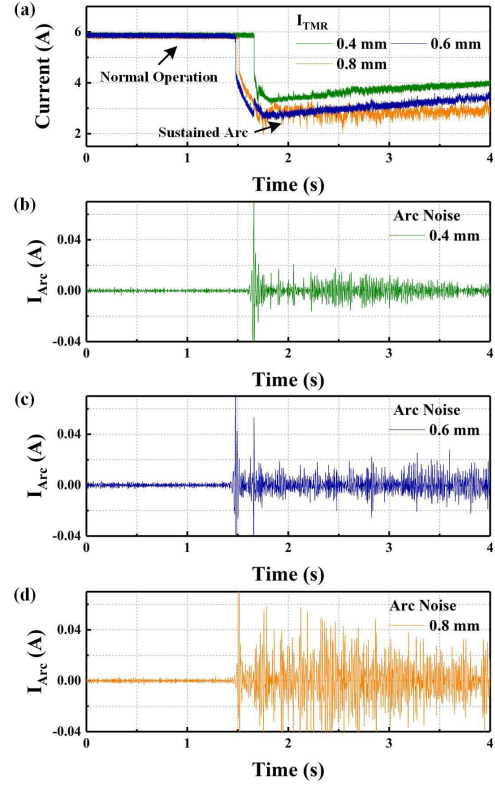 (a)
I_TMR
0.4 mm
0.6 mm
0.8 mm
Normal Operation
Sustained Arc
Current (A)
6
4
2
0 1 2 3 4
Time (s)
(b)
Arc Noise
0.4 mm
I_Arc (A)
0.04
0.00
-0.04
0 1 2 3 4
Time (s)
(c)
Arc Noise
0.6 mm
I_Arc (A)
0.04
0.00
-0.04
0 1 2 3 4
Time (s)
(d)
Arc Noise
0.8 mm
I_Arc (A)
0.04
0.00
-0.04
0 1 2 3 4
Time (s)